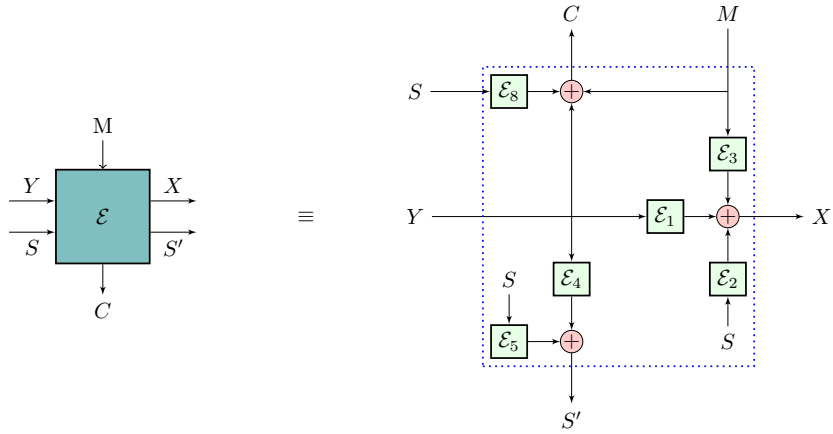 M
Y
S
ℰ
X
S′
C
≡
C
M
S
ℰ₈
+
ℰ₃
Y
ℰ₁
+
X
S
ℰ₄
ℰ₂
ℰ₅
+
S
S′